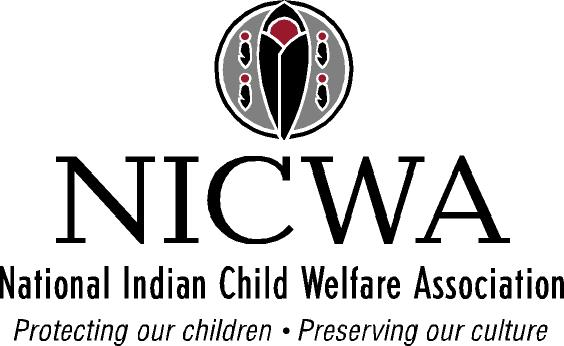 NICWA
National Indian Child Welfare Association
Protecting our children • Preserving our culture